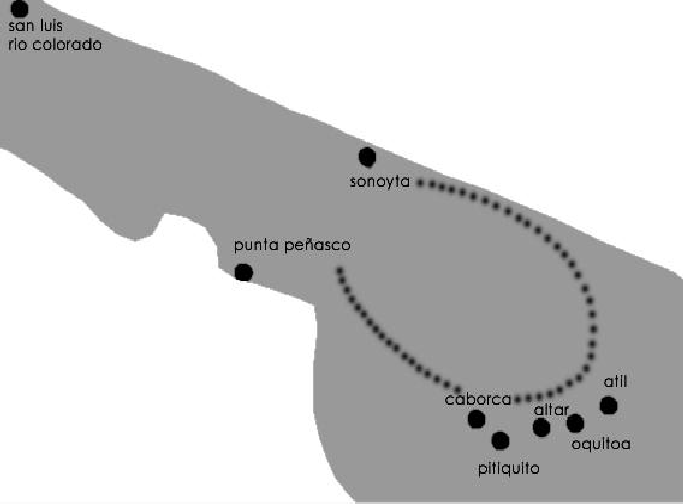 san luis
rio colorado
sonoyta
punta peñasco
atil
caborca
altar
oquitoa
pitiquito